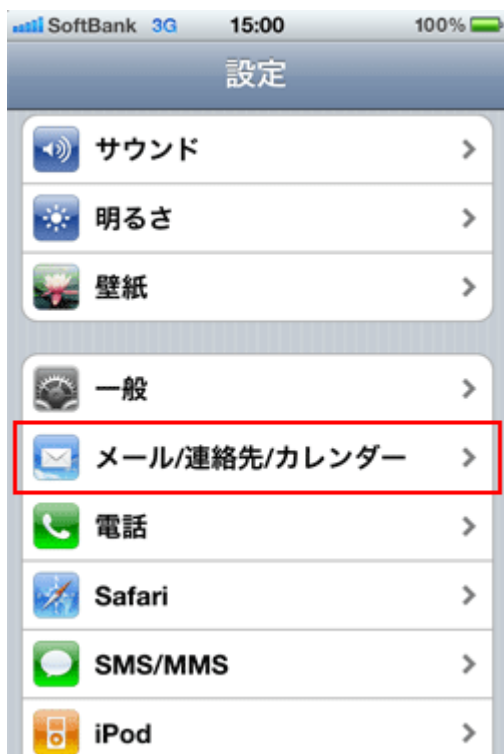 SoftBank 3G 15:00 100%
設定
サウンド
明るさ
壁紙
一般
メール/連絡先/カレンダー
電話
Safari
SMS/MMS
iPod